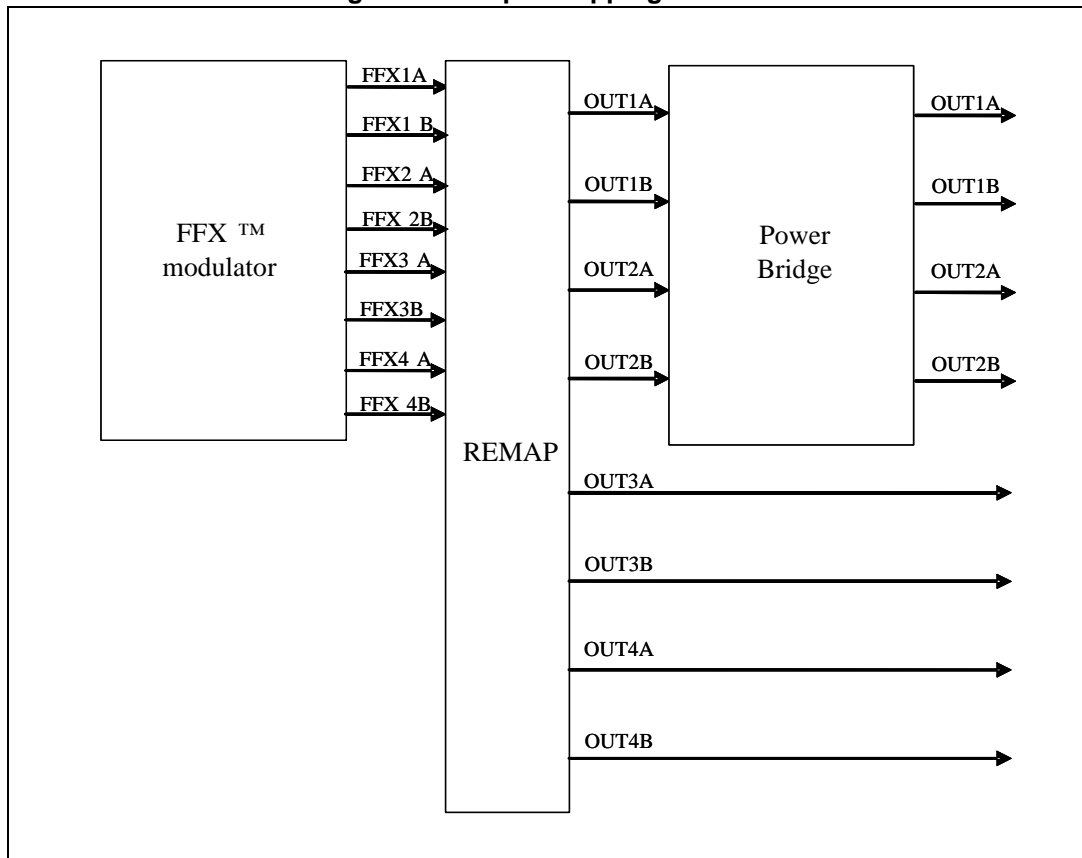 FFX1A
FFX1 B
FFX2 A
FFX 2B
FFX3 A
FFX3B
FFX4 A
FFX 4B
FFX ™
modulator
REMAP
OUT1A
OUT1B
OUT2A
OUT2B
OUT3A
OUT3B
OUT4A
OUT4B
Power
Bridge
OUT1A
OUT1B
OUT2A
OUT2B